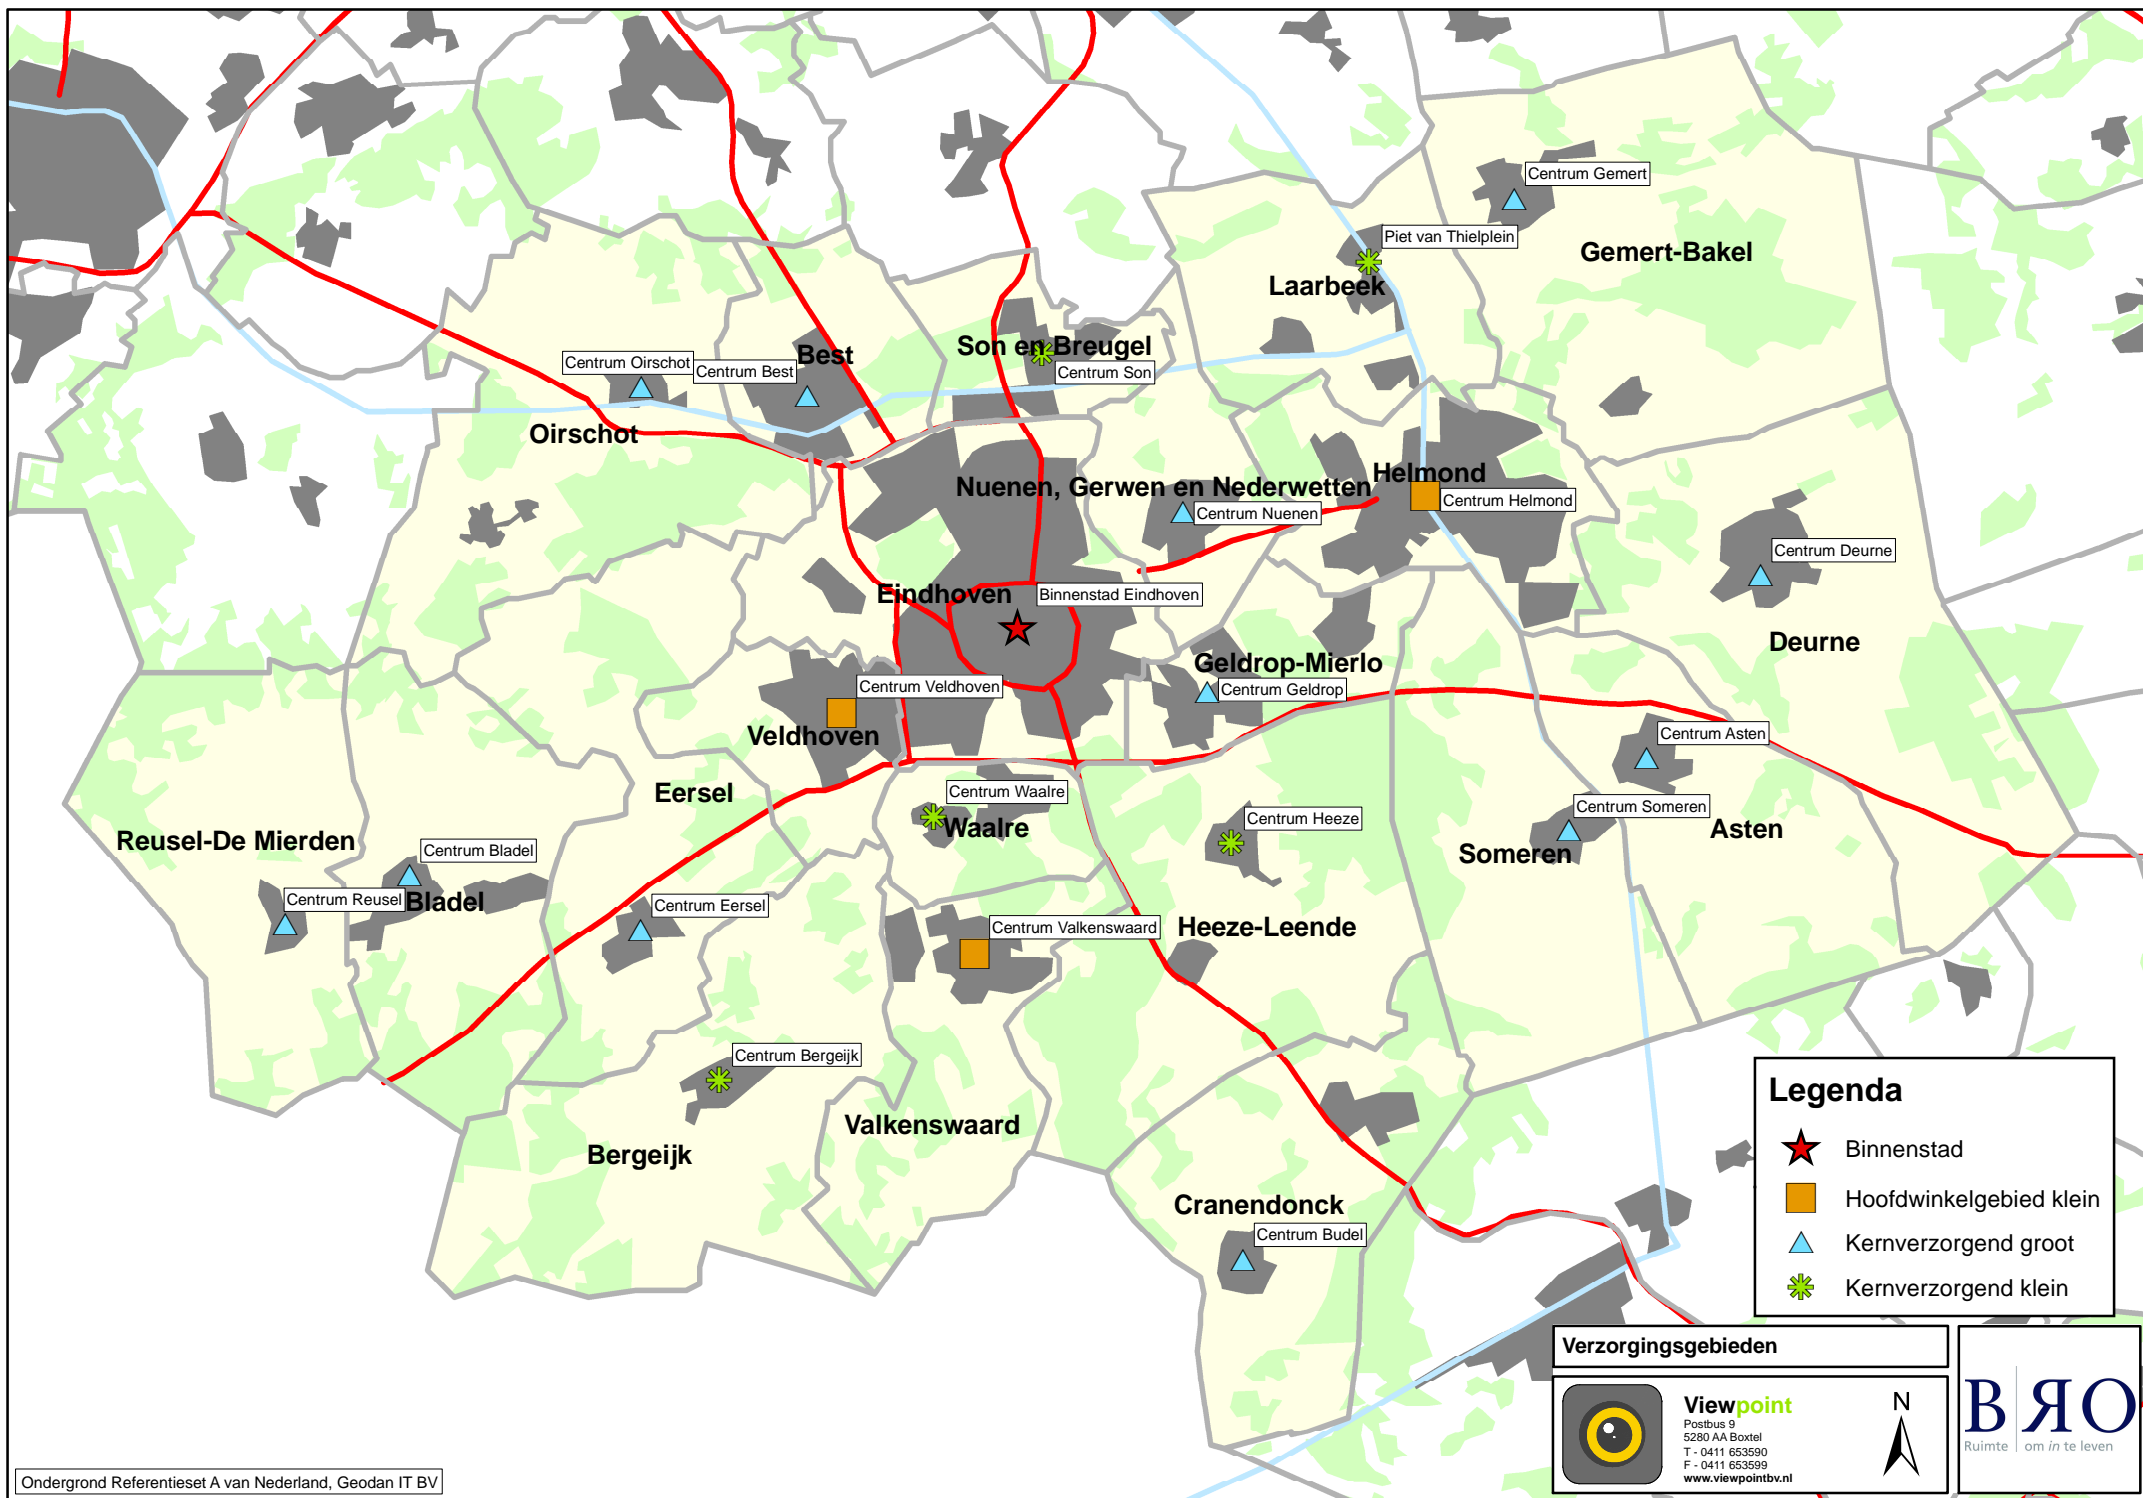 Centrum Gemert
Piet van Thielplein
Gemert-Bakel
Laarbeek
Son en Breugel
Best
Centrum Oirschot
Centrum Best
Centrum Son
Oirschot
Helmond
Nuenen, Gerwen en Nederwetten
Centrum Helmond
Centrum Nuenen
Centrum Deurne
Eindhoven
Binnenstad Eindhoven
Deurne
Geldrop-Mierlo
Centrum Veldhoven
Centrum Geldrop
Veldhoven
Centrum Asten
Eersel
Centrum Waalre
Centrum Someren
Centrum Heeze
Waalre
Asten
Reusel-De Mierden
Centrum Bladel
Someren
Centrum Reusel
Bladel
Centrum Eersel
Centrum Valkenswaard
Heeze-Leende
Centrum Bergeijk
Valkenswaard
Bergeijk
Cranendonck
Centrum Budel
Legenda
Binnenstad
Hoofdwinkelgebied klein
Kernverzorgend groot
Kernverzorgend klein
Verzorgingsgebieden
Viewpoint
Postbus 9
5280 AA Boxtel
T - 0411 653590
F - 0411 653599
www.viewpointbv.nl
N
BRO
Ruimte om in te leven
Ondergrond Referentieset A van Nederland, Geodan IT BV